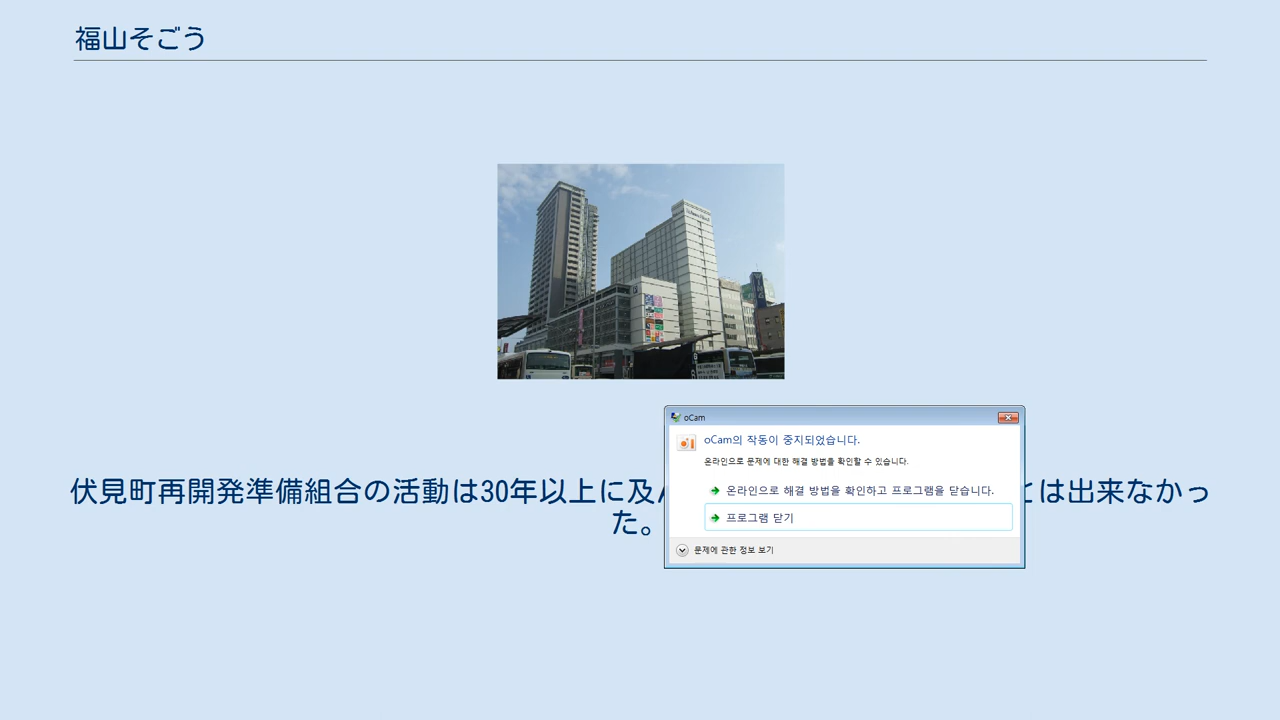 福山そごう
oCam
oCam의 작동이 중지되었습니다.
온라인으로 문제에 대한 해결 방법을 확인할 수 있습니다.
온라인으로 해결 방법을 확인하고 프로그램을 닫습니다.
프로그램 닫기
문제에 관한 정보 보기
伏見町再開発準備組合の活動は30年以上に及ん とは出来なかっ
た。